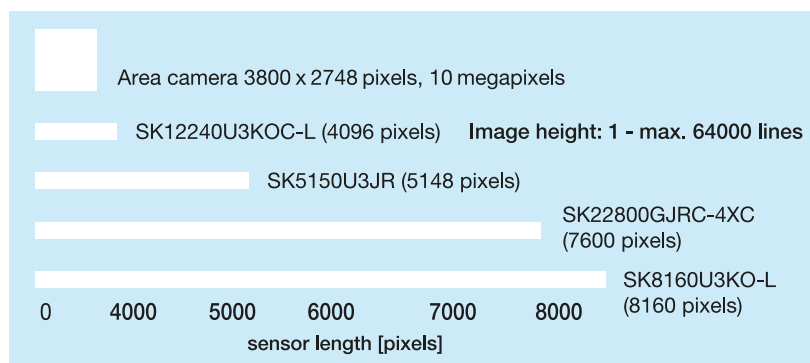 Area camera 3800 x 2748 pixels, 10 megapixels
SK12240U3KOC-L (4096 pixels) Image height: 1 - max. 64000 lines
SK5150U3JR (5148 pixels)
SK22800GJRC-4XC
(7600 pixels)
SK8160U3KO-L
(8160 pixels)
0 4000 5000 6000 7000 8000
sensor length [pixels]